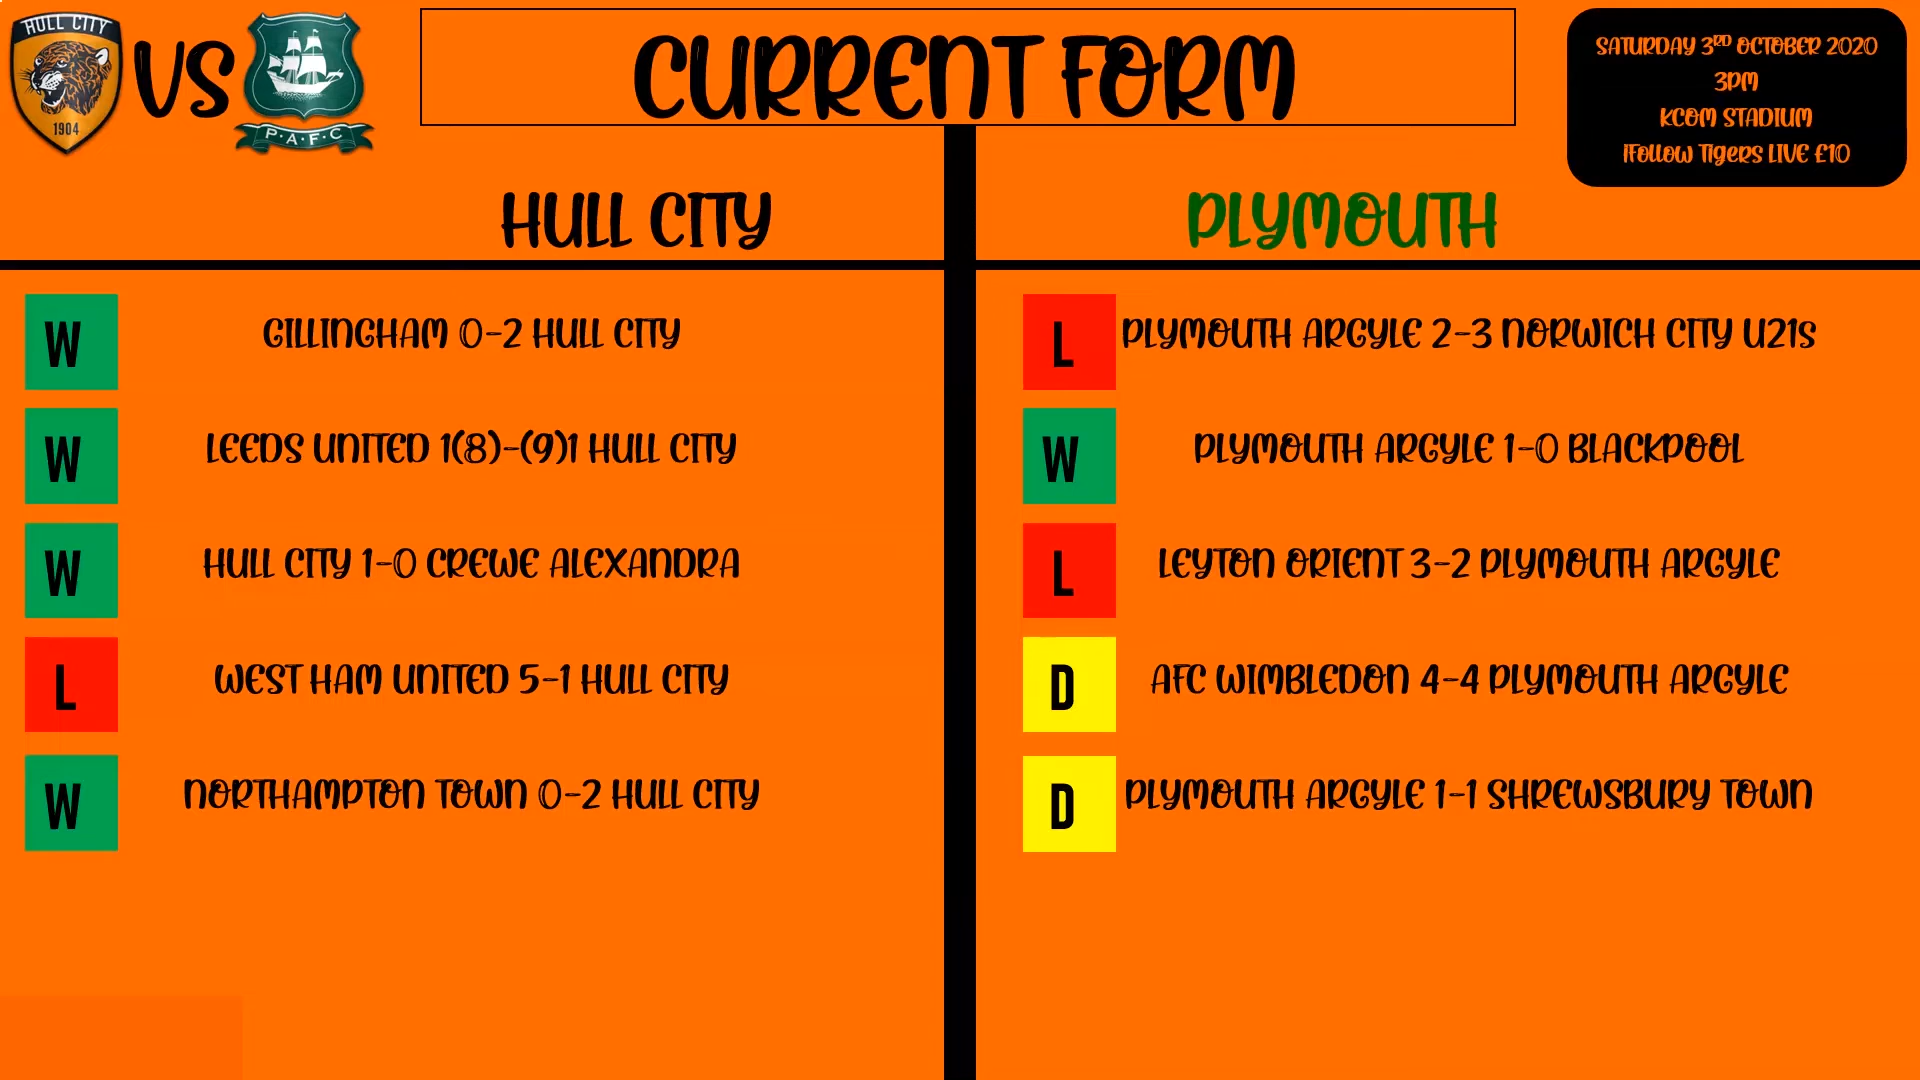 HULL CITY
1904
VS
P·A·F·C
CURRENT FORM
SATURDAY 3RD OCTOBER 2020
3PM
KCOM STADIUM
iFollow Tigers LIVE £10
HULL CITY
W GILLINGHAM 0-2 HULL CITY
W LEEDS UNITED 1(8)-(9)1 HULL CITY
W HULL CITY 1-0 CREWE ALEXANDRA
L WEST HAM UNITED 5-1 HULL CITY
W NORTHAMPTON TOWN 0-2 HULL CITY
PLYMOUTH
L PLYMOUTH ARGYLE 2-3 NORWICH CITY U21s
W PLYMOUTH ARGYLE 1-0 BLACKPOOL
L LEYTON ORIENT 3-2 PLYMOUTH ARGYLE
D AFC WIMBLEDON 4-4 PLYMOUTH ARGYLE
D PLYMOUTH ARGYLE 1-1 SHREWSBURY TOWN